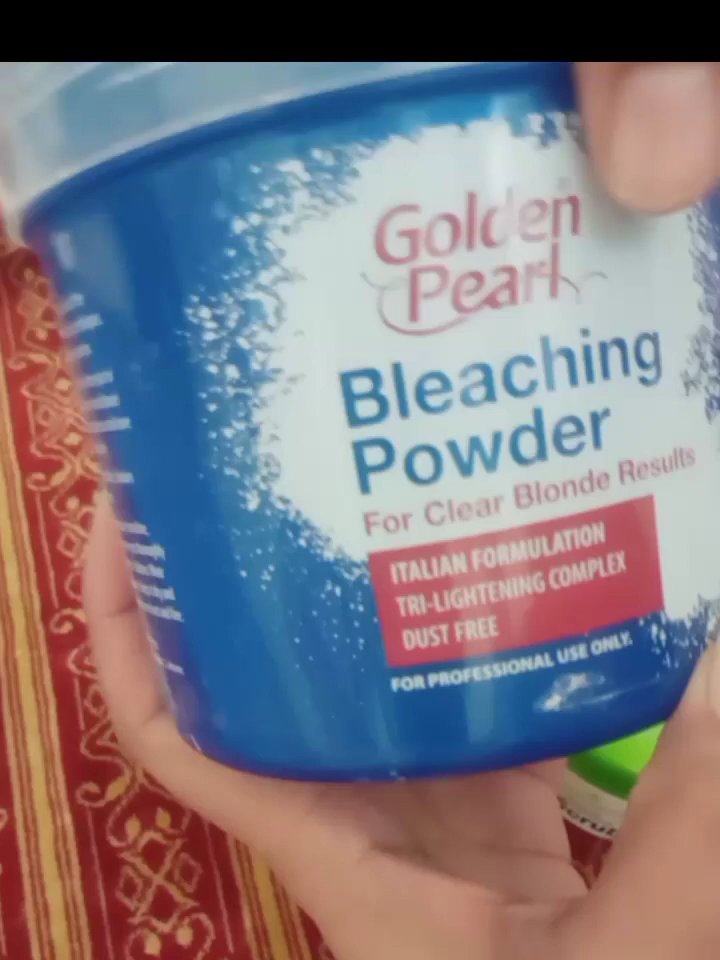 Golden
Pearl
Bleaching
Powder
For Clear Blonde Results
ITALIAN FORMULATION
TRI-LIGHTENING COMPLEX
DUST FREE
FOR PROFESSIONAL USE ONLY.